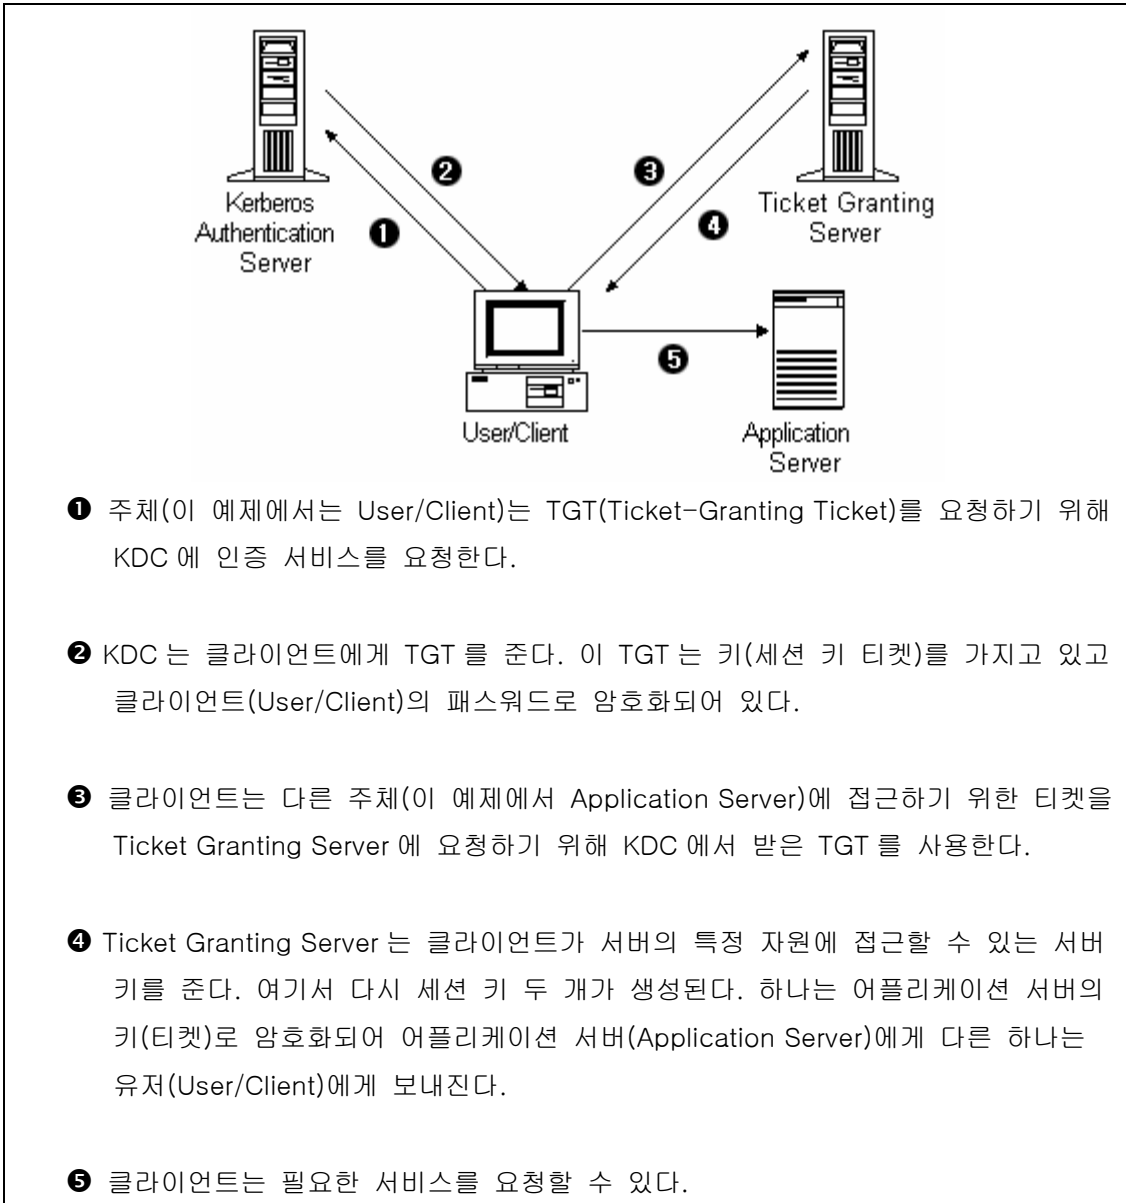 Kerberos
Authentication
Server
❷
❶
❸
❹
Ticket Granting
Server
❺
User/Client
Application
Server
❶ 주체(이 예제에서는 User/Client)는 TGT(Ticket-Granting Ticket)를 요청하기 위해
KDC 에 인증 서비스를 요청한다.
❷ KDC 는 클라이언트에게 TGT 를 준다. 이 TGT 는 키(세션 키 티켓)를 가지고 있고
클라이언트(User/Client)의 패스워드로 암호화되어 있다.
❸ 클라이언트는 다른 주체(이 예제에서 Application Server)에 접근하기 위한 티켓을
Ticket Granting Server 에 요청하기 위해 KDC 에서 받은 TGT 를 사용한다.
❹ Ticket Granting Server 는 클라이언트가 서버의 특정 자원에 접근할 수 있는 서버
키를 준다. 여기서 다시 세션 키 두 개가 생성된다. 하나는 어플리케이션 서버의
키(티켓)로 암호화되어 어플리케이션 서버(Application Server)에게 다른 하나는
유저(User/Client)에게 보내진다.
❺ 클라이언트는 필요한 서비스를 요청할 수 있다.